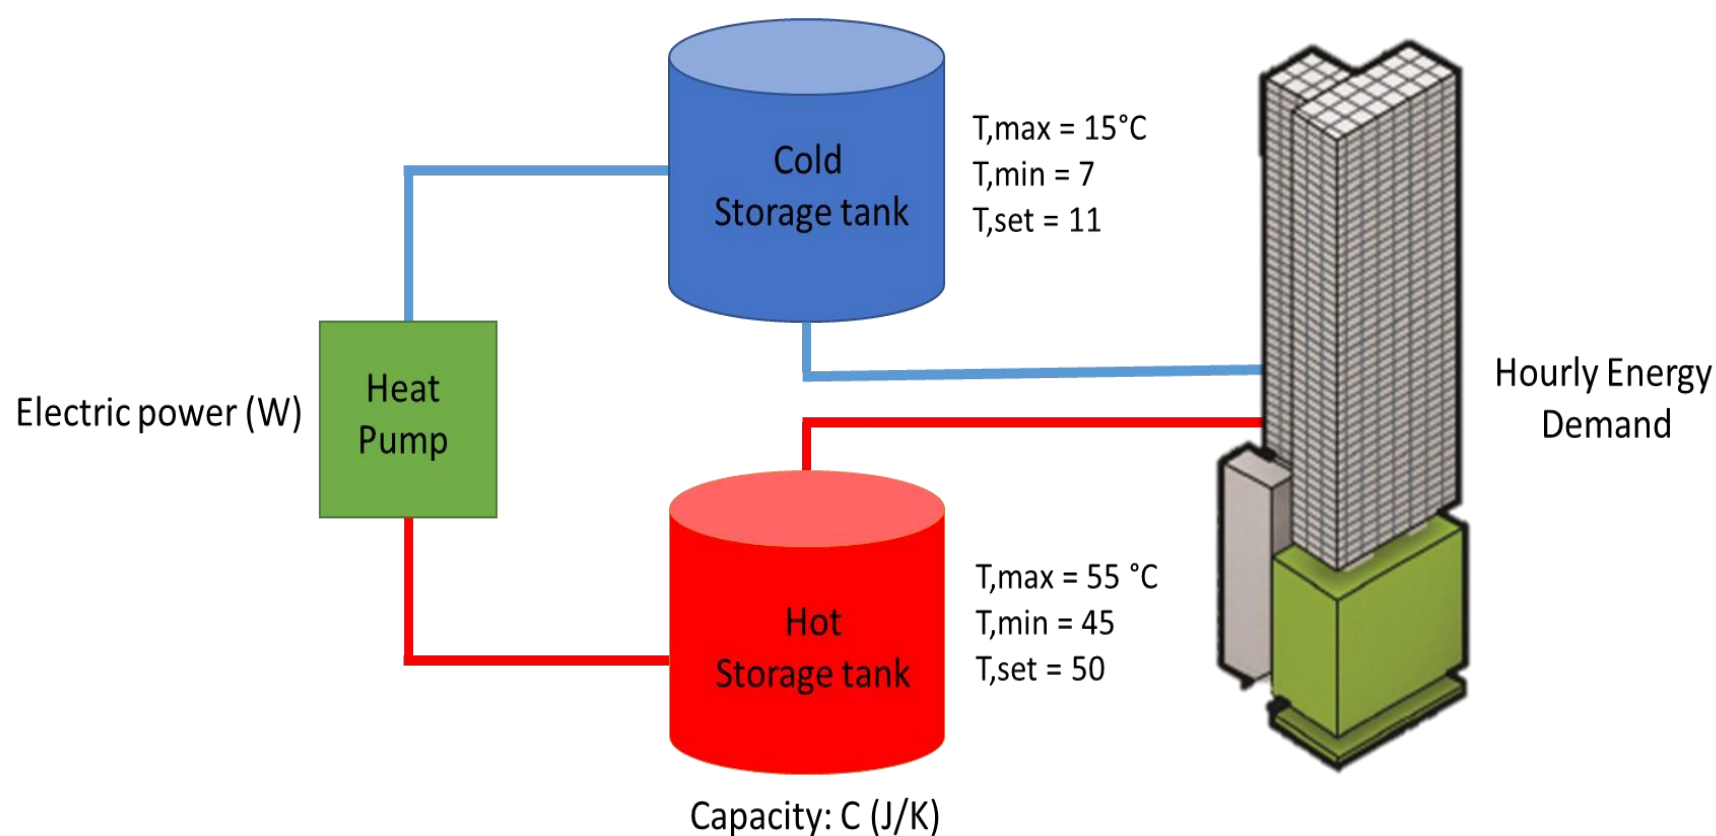 Cold
Storage tank
T,max = 15°C
T,min = 7
T,set = 11
Electric power (W)
Heat
Pump
Hourly Energy
Demand
Hot
Storage tank
T,max = 55 °C
T,min = 45
T,set = 50
Capacity: C (J/K)